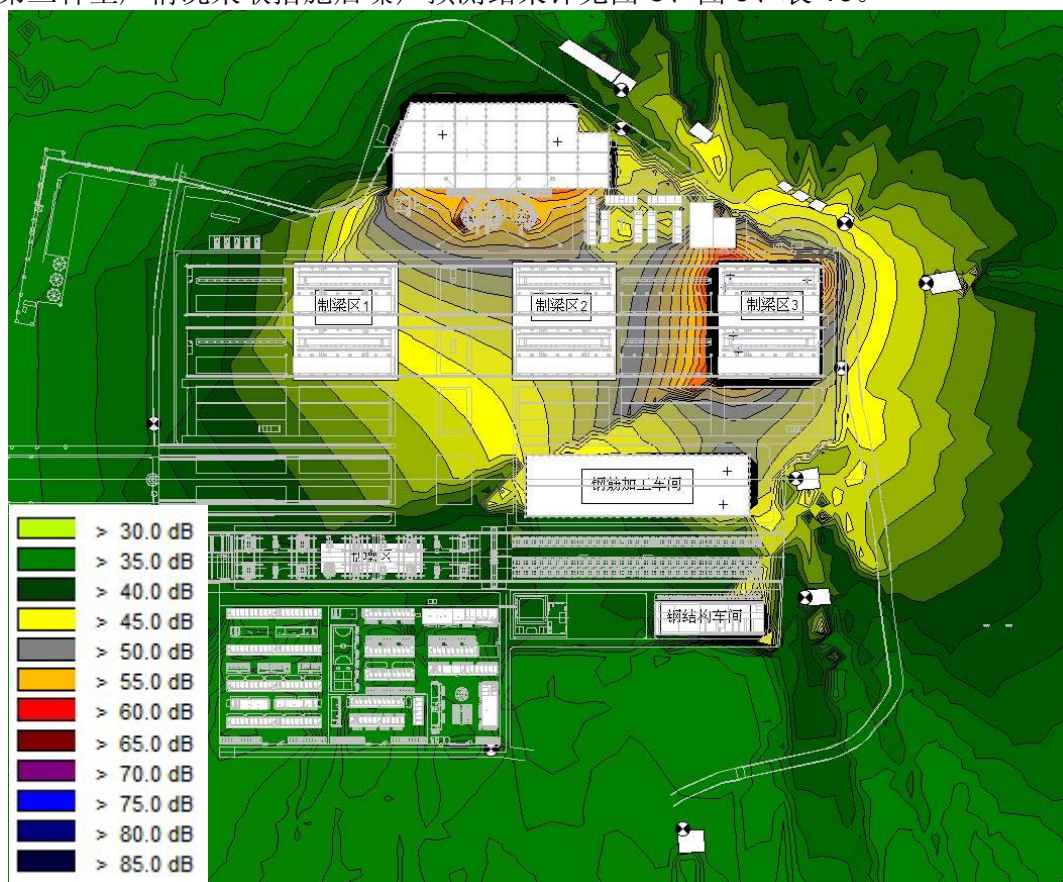 制梁区1
制梁区2
制梁区3
钢筋加工车间
钢结构车间
> 30.0 dB
> 35.0 dB
> 40.0 dB
> 45.0 dB
> 50.0 dB
> 55.0 dB
> 60.0 dB
> 65.0 dB
> 70.0 dB
> 75.0 dB
> 80.0 dB
> 85.0 dB